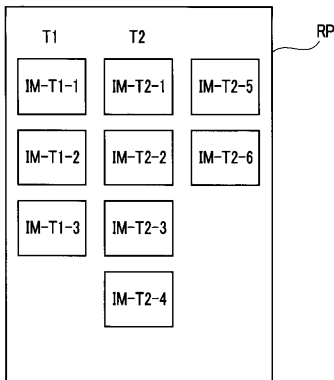 T1 T2 RP
IM-T1-1 IM-T2-1 IM-T2-5
IM-T1-2 IM-T2-2 IM-T2-6
IM-T1-3 IM-T2-3
IM-T2-4